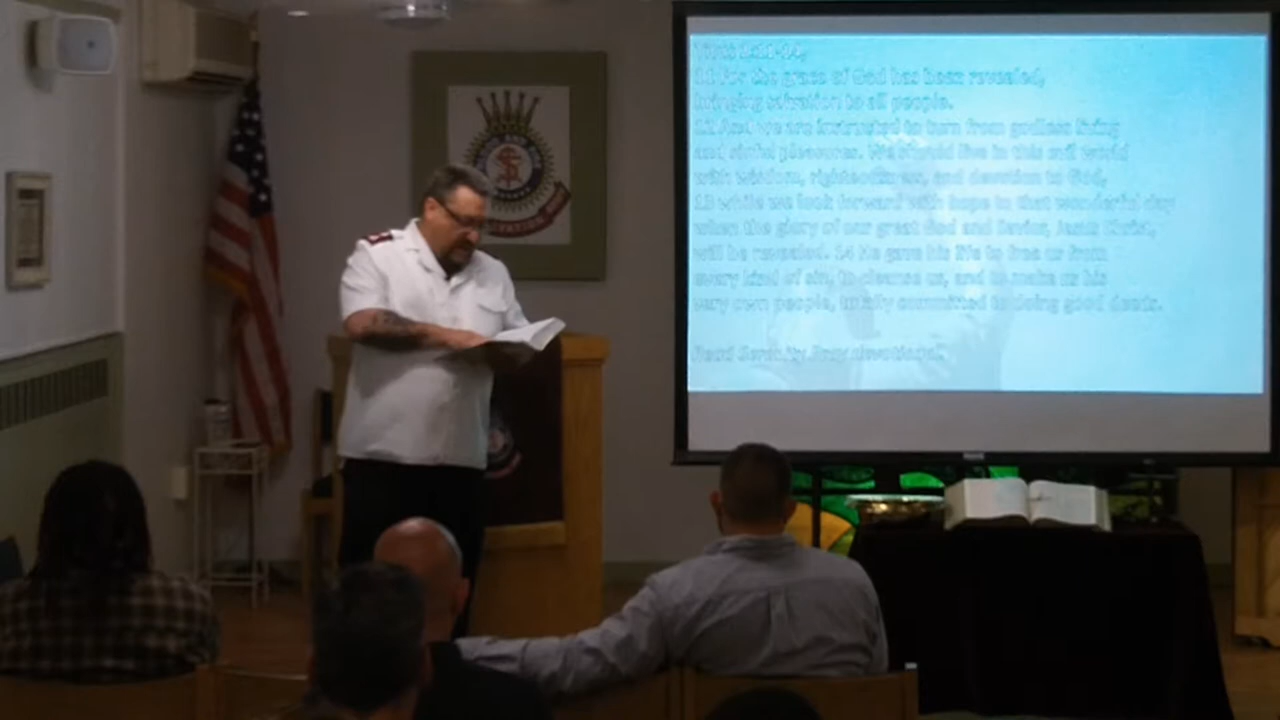 Titus 2:11-14,
11 For the grace of God has been revealed,
bringing salvation to all people.
12 And we are instructed to turn from godless living
and sinful pleasures. We should live in this evil world
with wisdom, righteousness, and devotion to God,
13 while we look forward with hope to that wonderful day
when the glory of our great God and Savior, Jesus Christ,
will be revealed. 14 He gave his life to free us from
every kind of sin, to cleanse us, and to make us his
very own people, totally committed to doing good deeds.
Read Serenity Prayer devotional.